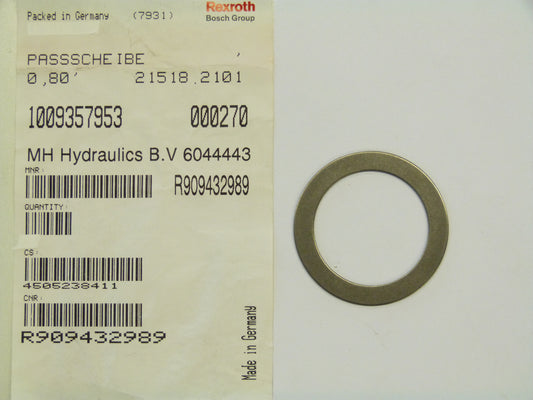 Rexroth
Packed in Germany (7931) Bosch Group
PASSSCHEIBE
0,80' 21518.2101
1009357953 000270
MH Hydraulics B.V 6044443
MNR:
R909432989
QUANTITY:
CS:
4505238411
CNR:
R909432989
Made in Germany